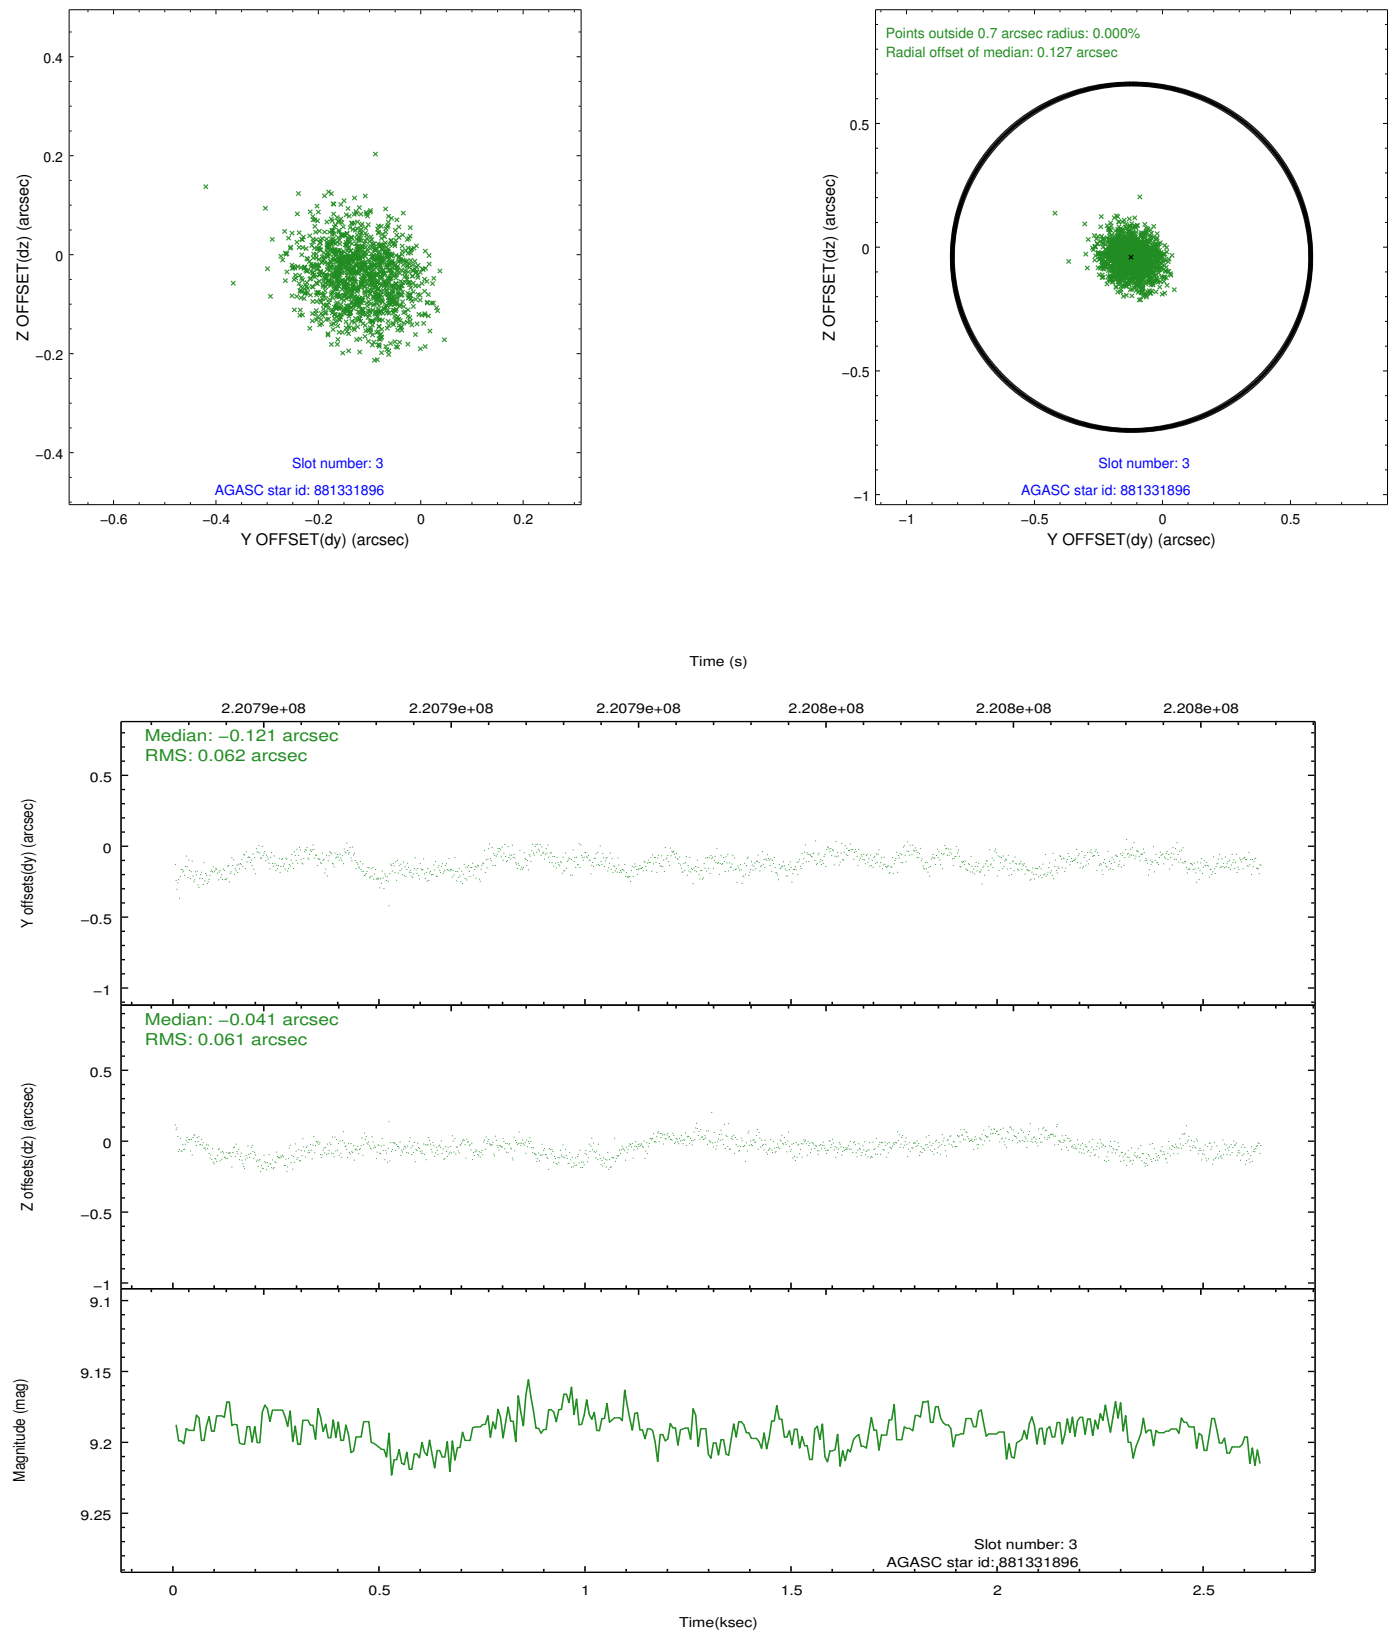 0.4
0.2
0
−0.2
−0.4
Z OFFSET(dz) (arcsec)
Slot number: 3
AGASC star id: 881331896
−0.6
−0.4
−0.2
0
0.2
Y OFFSET(dy) (arcsec)
Points outside 0.7 arcsec radius: 0.000%
Radial offset of median: 0.127 arcsec
0.5
0
−0.5
−1
Z OFFSET(dz) (arcsec)
Slot number: 3
AGASC star id: 881331896
−1
−0.5
0
0.5
Y OFFSET(dy) (arcsec)
Time (s)
2.2079e+08
2.2079e+08
2.2079e+08
2.208e+08
2.208e+08
2.208e+08
Median: −0.121 arcsec
RMS: 0.062 arcsec
0.5
0
−0.5
−1
Y offsets(dy) (arcsec)
Median: −0.041 arcsec
RMS: 0.061 arcsec
0.5
0
−0.5
−1
Z offsets(dz) (arcsec)
9.1
9.15
9.2
9.25
Magnitude (mag)
Slot number: 3
AGASC star id: 881331896
0
0.5
1
1.5
2
2.5
Time(ksec)